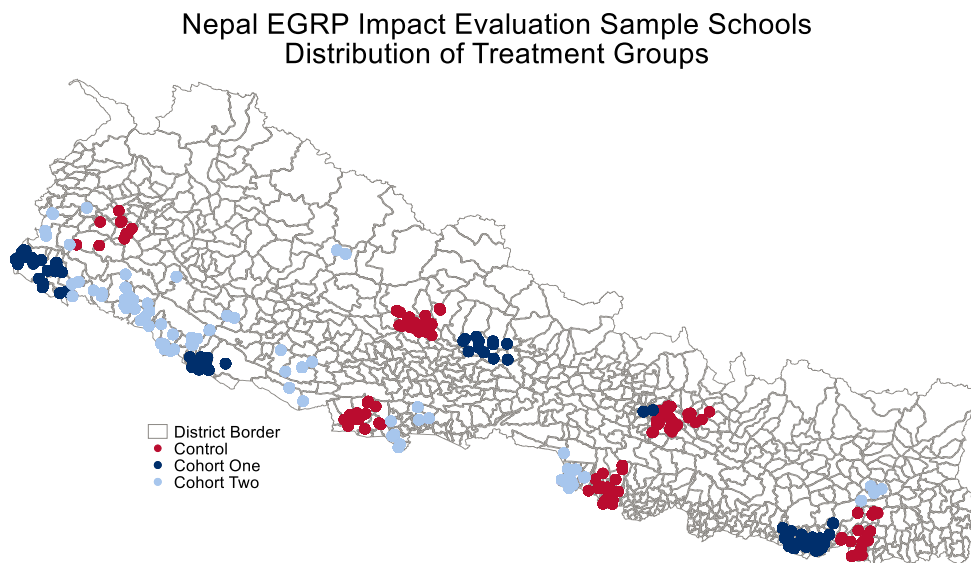 Nepal EGRP Impact Evaluation Sample Schools
Distribution of Treatment Groups
District Border
Control
Cohort One
Cohort Two